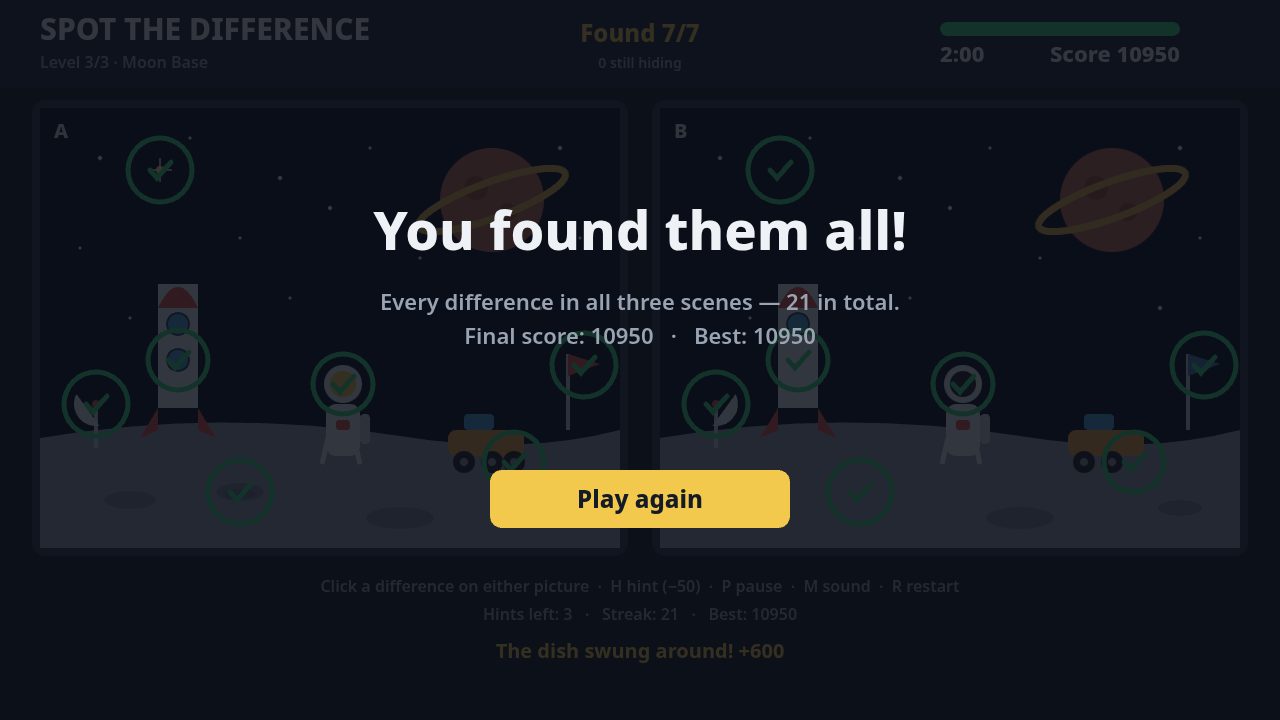 SPOT THE DIFFERENCE
Level 3/3 · Moon Base
Found 7/7
0 still hiding
2:00
Score 10950
A
B
You found them all!
Every difference in all three scenes — 21 in total.
Final score: 10950 · Best: 10950
Play again
Click a difference on either picture · H hint (−50) · P pause · M sound · R restart
Hints left: 3 · Streak: 21 · Best: 10950
The dish swung around! +600